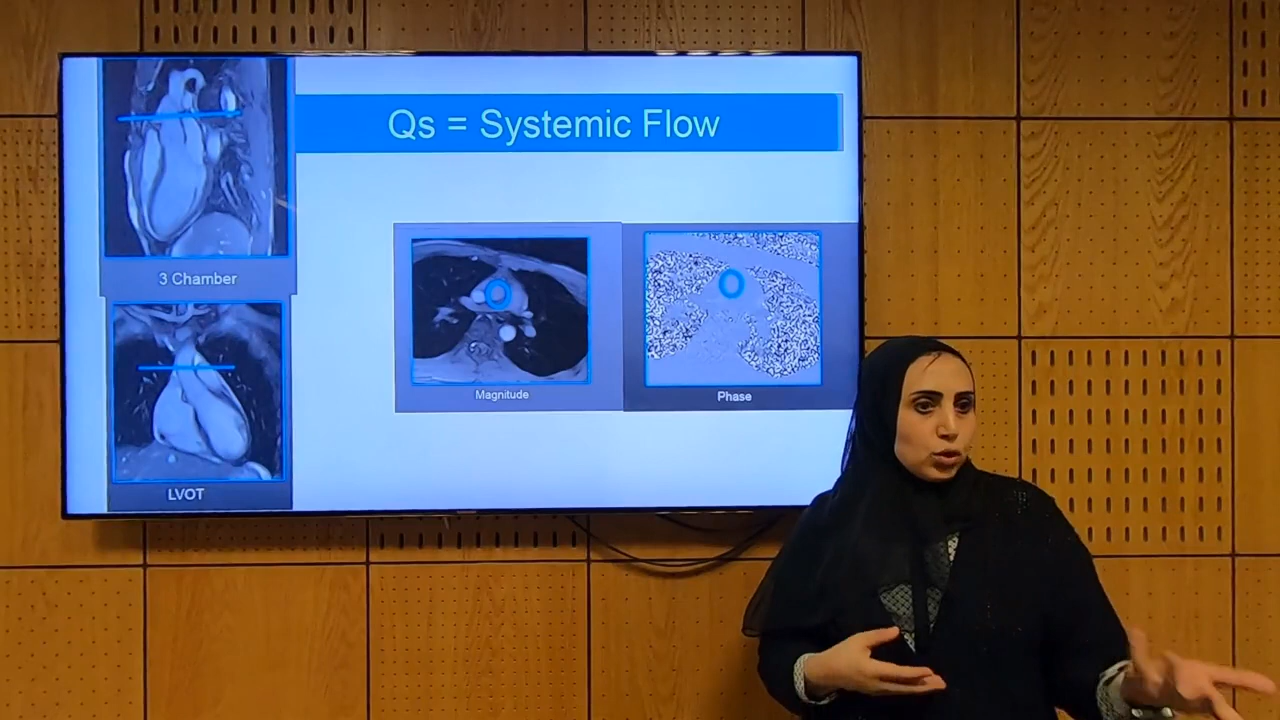 Qs = Systemic Flow
3 Chamber
Magnitude
Phase
LVOT